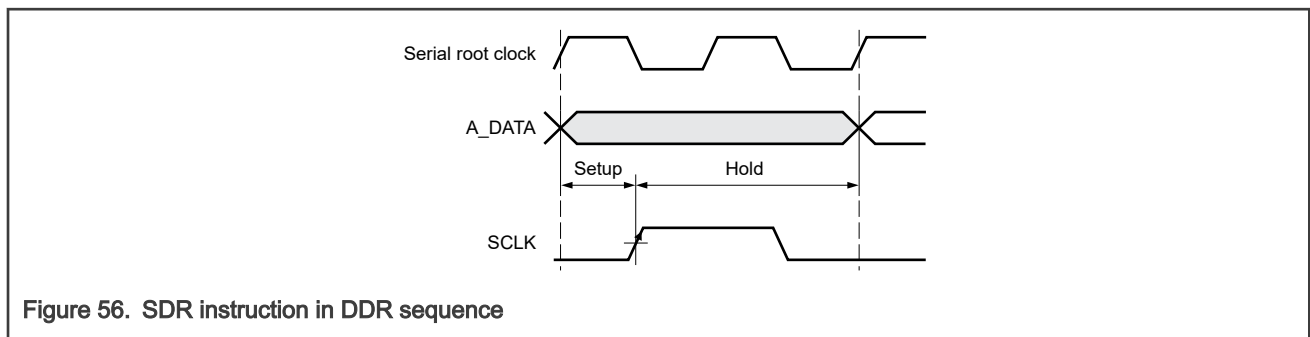 Serial root clock
A_DATA
Setup Hold
SCLK
Figure 56. SDR instruction in DDR sequence